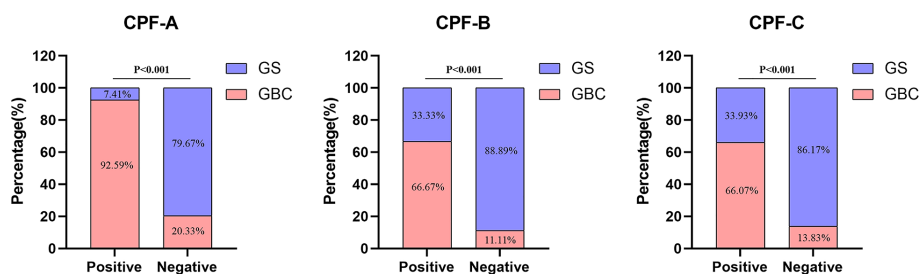 CPF-A
P<0.001
GS
GBC
Percentage(%)
120
100
80
60
40
20
0
7.41%
92.59%
79.67%
20.33%
Positive Negative
CPF-B
P<0.001
GS
GBC
Percentage(%)
120
100
80
60
40
20
0
33.33%
66.67%
88.89%
11.11%
Positive Negative
CPF-C
P<0.001
GS
GBC
Percentage(%)
120
100
80
60
40
20
0
33.93%
66.07%
86.17%
13.83%
Positive Negative